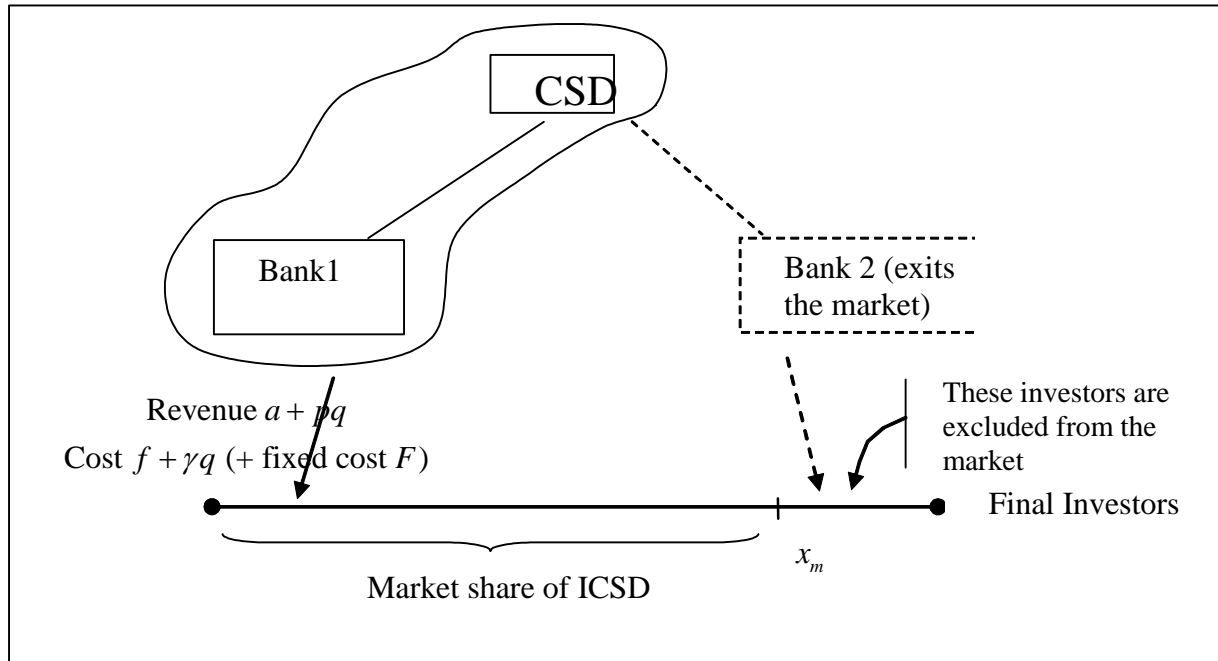 CSD
Bank1
Bank 2 (exits
the market)
These investors are
excluded from the
market
Revenue a + pq
Cost f + γq (+ fixed cost F)
Final Investors
x_m
Market share of ICSD